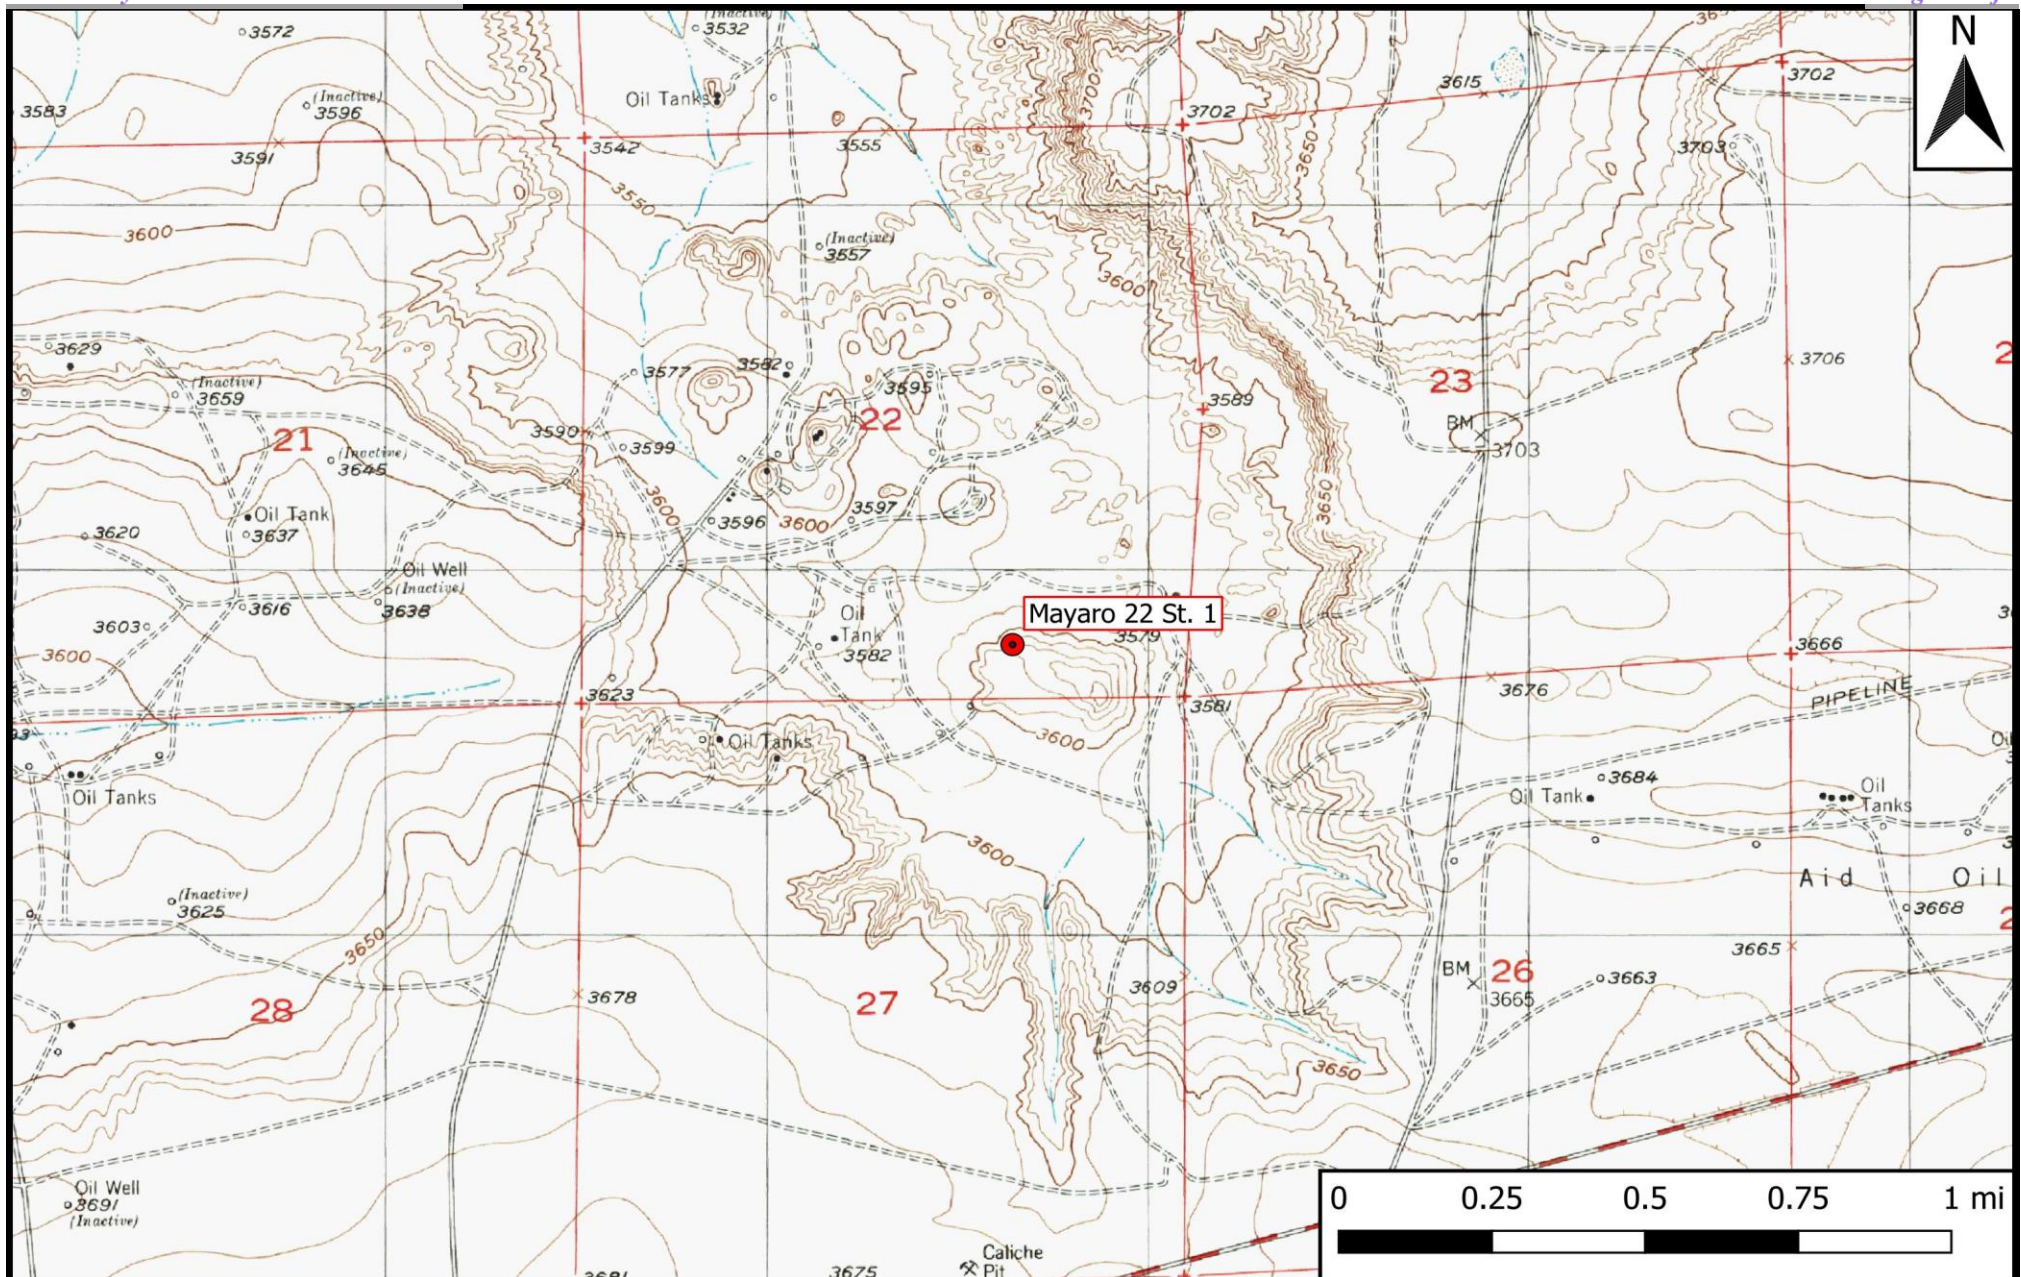 (Inactive)
3532
3572
N
3702
3615
3702
3700
(Inactive)
3596
Oil Tanks
3583
3542
3555
3591
3650
3703
3550
3600
(Inactive)
3557
3600
3629
3582
3577
3706
(Inactive)
3659
3595
23
3589
22
BM
3703
21
3590
3599
(Inactive)
3645
3650
3600
Oil Tank
3637
3596
3600
3597
3620
Oil Well
(Inactive)
3638
3616
Mayaro 22 St. 1
3579
Oil
Tank
3582
3603
3600
3666
3623
3676
3581
PIPELINE
Oil Tanks
3600
3684
Oil Tank
Oil
Tanks
Oil Tanks
3600
Aid Oil
(Inactive)
3625
3668
3650
3665
BM
26
3665
3663
3678
3609
28
27
3650
Oil Well
3691
(Inactive)
0 0.25 0.5 0.75 1 mi
Caliche
Pit
3681
3675